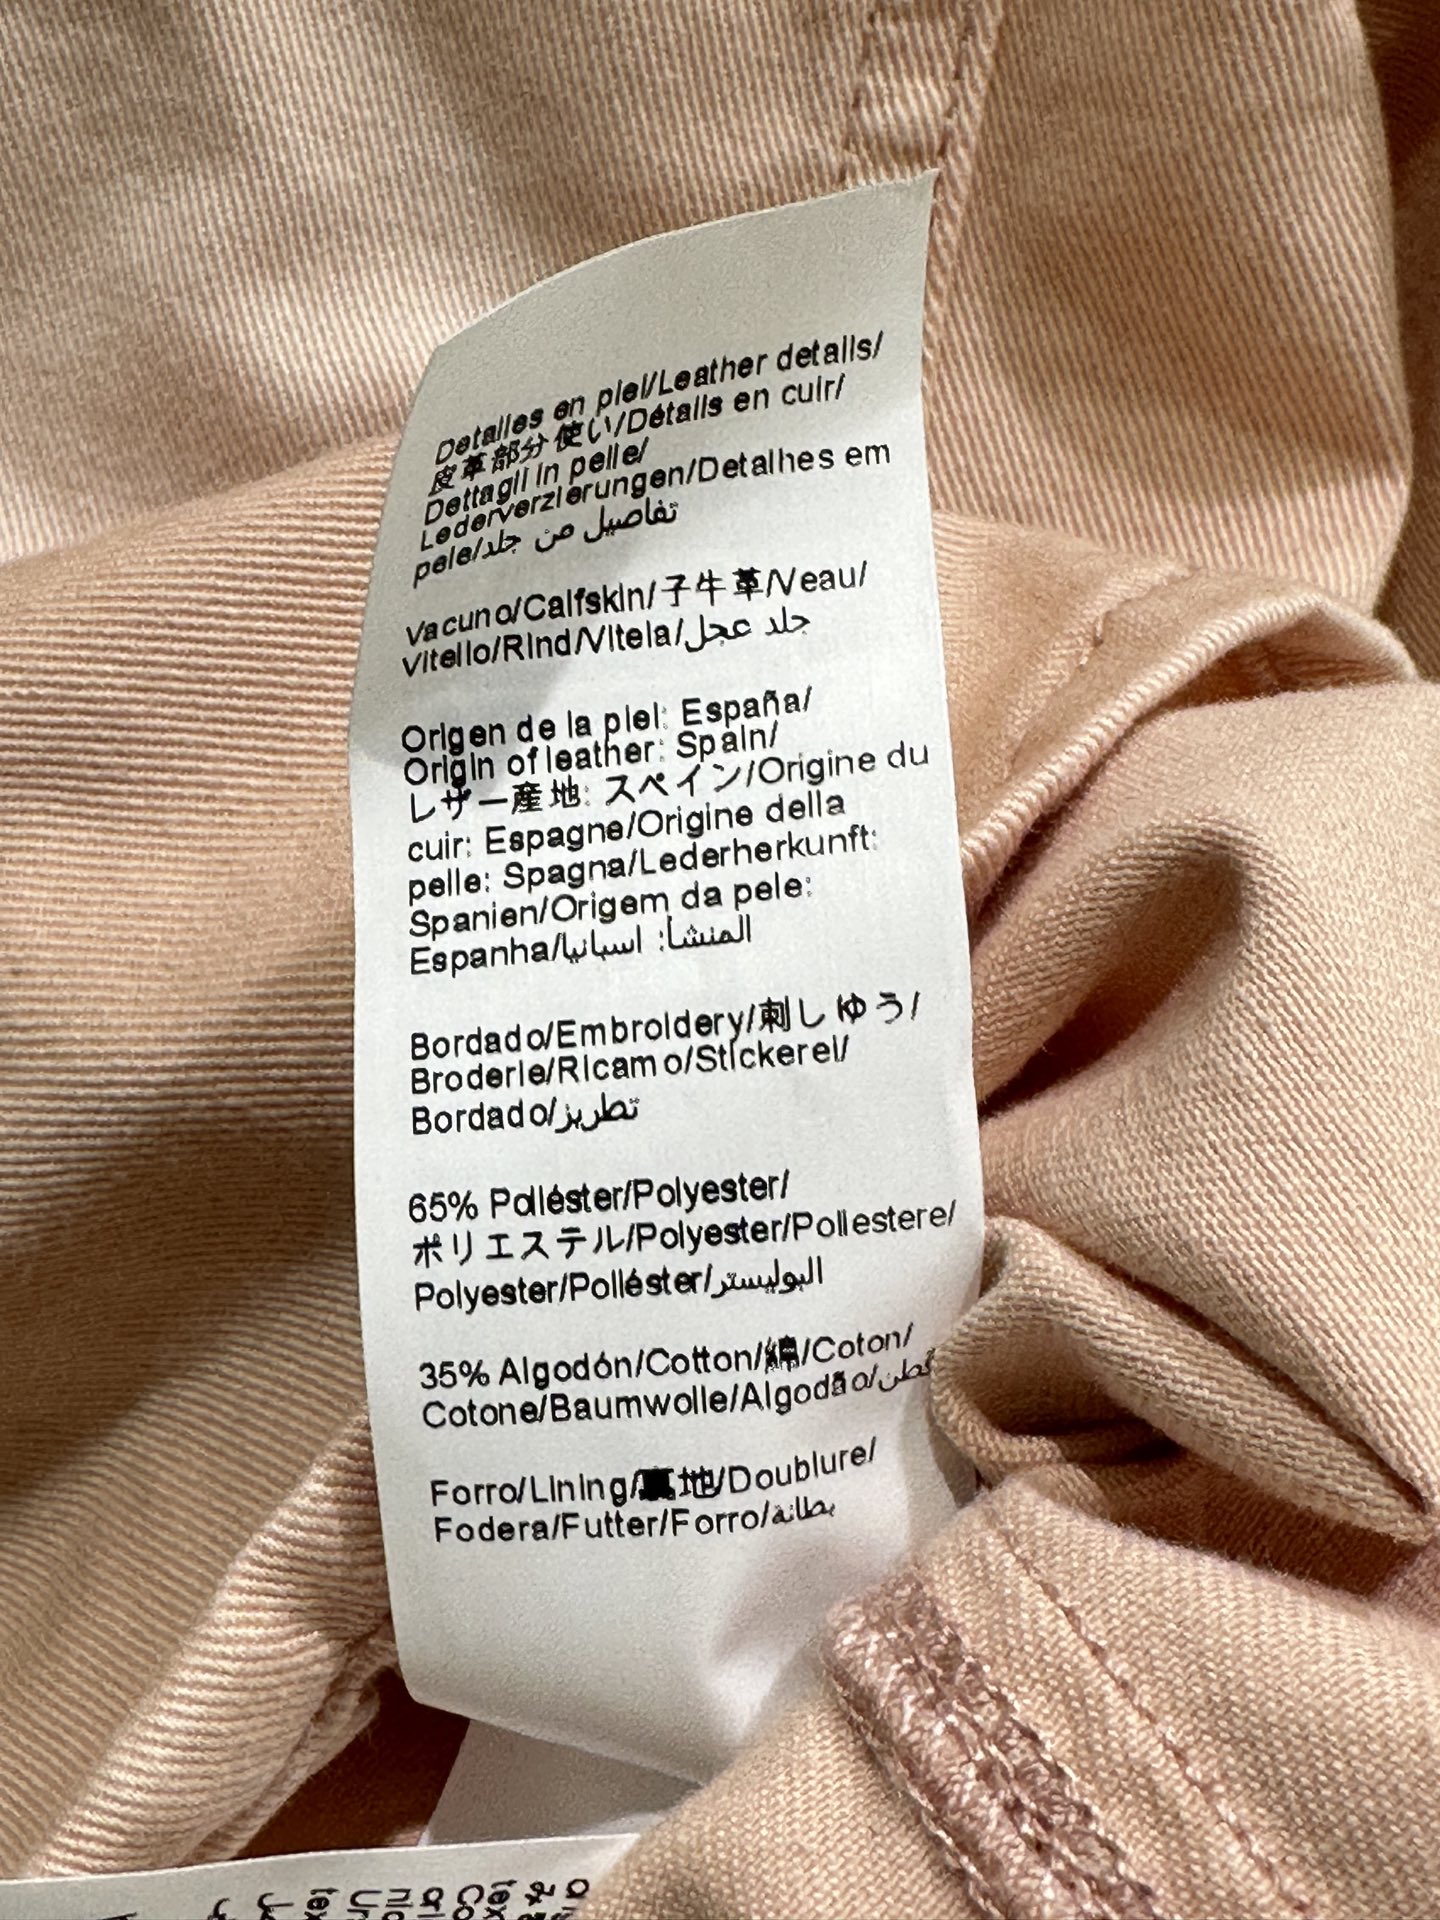 Detalles en piel/Leather details/
皮革部分使い/Détails en cuir/
Dettagli in pelle/
Lederverzierungen/Detalhes em
pele/تفاصيل من جلد
Vacuno/Calfskin/子牛革/Veau/
Vitello/Rind/Vitela/جلد عجل
Origen de la piel: España/
Origin of leather: Spain/
レザー産地: スペイン/Origine du
cuir: Espagne/Origine della
pelle: Spagna/Lederherkunft:
Spanien/Origem da pele:
Espanha/المنشأ: اسبانيا
Bordado/Embroidery/刺しゆう/
Broderie/Ricamo/Stickerei/
Bordado/تطريز
65% Poliéster/Polyester/
ポリエステル/Polyester/Poliestere/
Polyester/Poliéster/البوليستر
35% Algodón/Cotton/綿/Coton/
Cotone/Baumwolle/Algodão/قطن
Forro/Lining/裏地/Doublure/
Fodera/Futter/Forro/بطانة